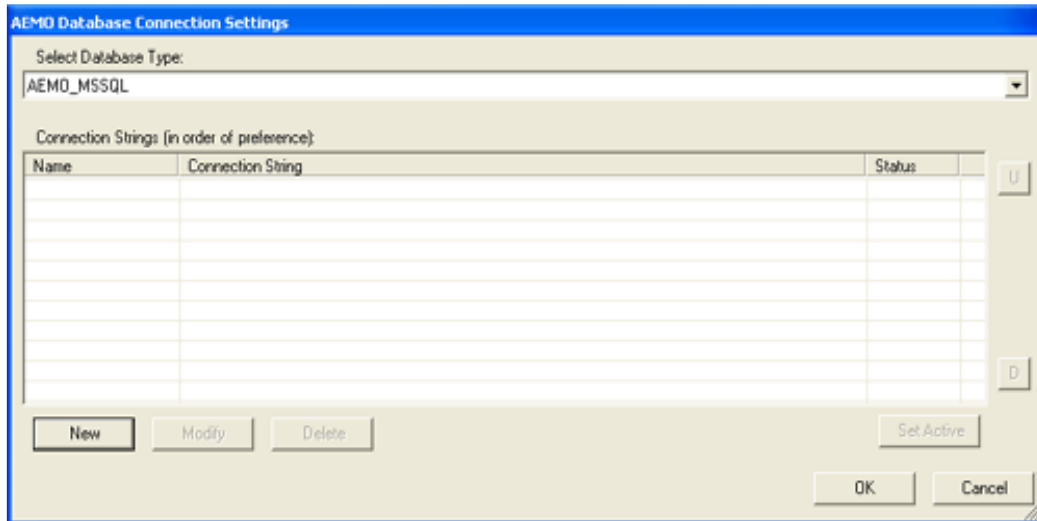 AEMO Database Connection Settings
Select Database Type:
AEMO_MSSQL
Connection Strings (in order of preference):
Name Connection String Status
U
D
New Modify Delete Set Active
OK Cancel